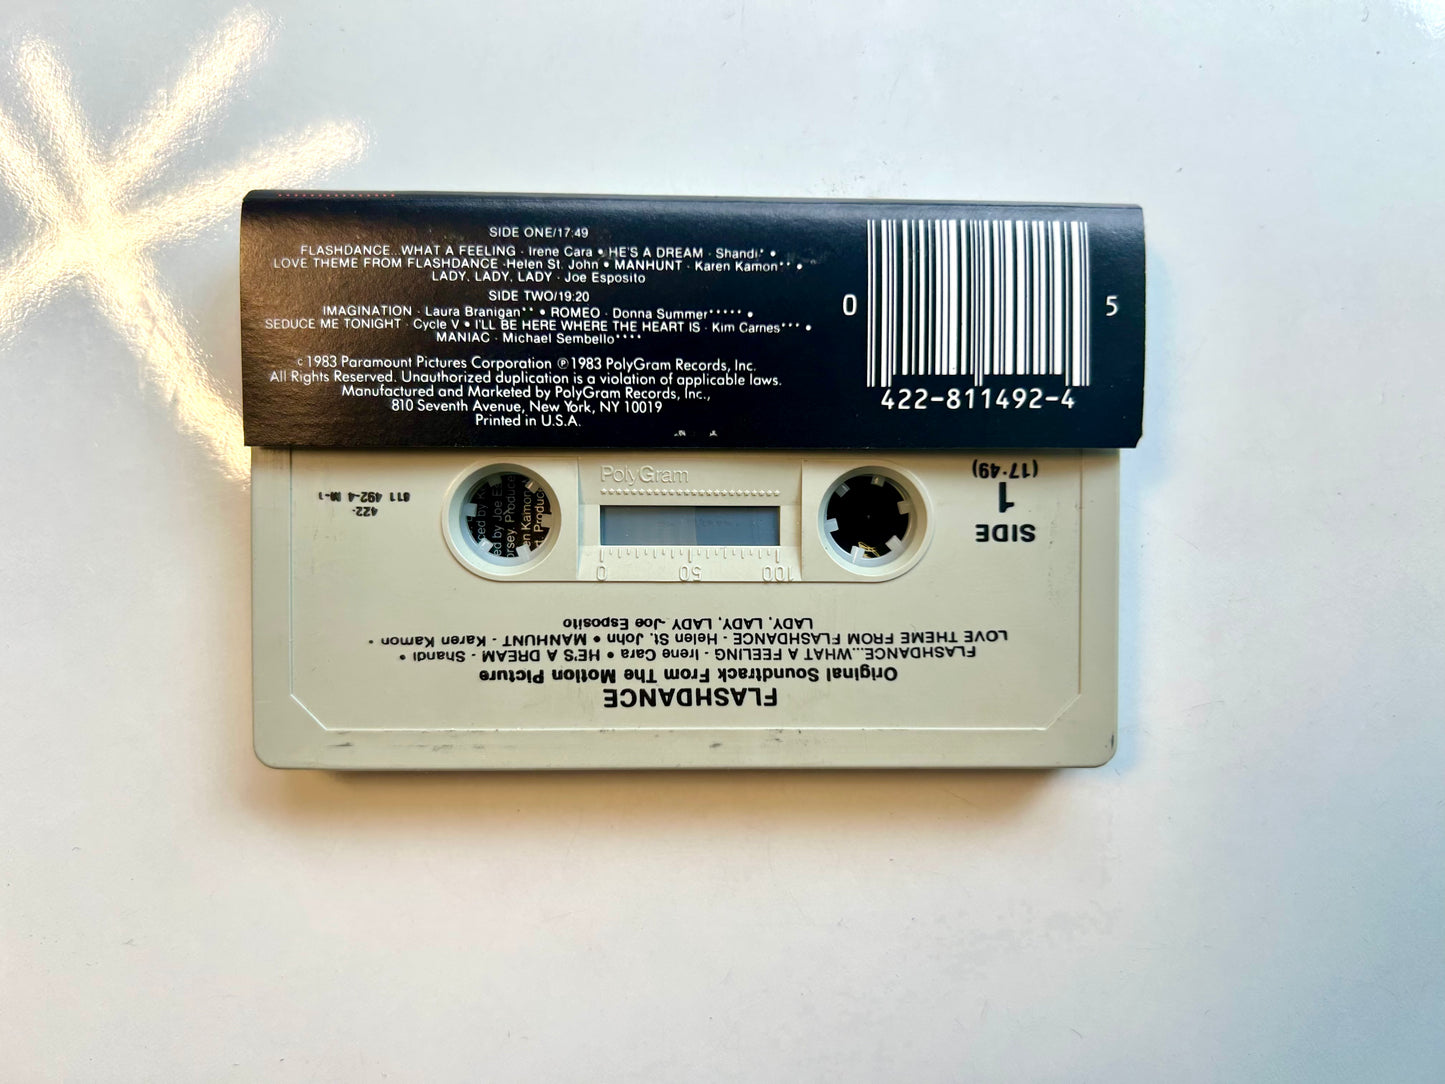 SIDE ONE/17:49
FLASHDANCE...WHAT A FEELING · Irene Cara • HE'S A DREAM · Shandi* •
LOVE THEME FROM FLASHDANCE · Helen St. John • MANHUNT · Karen Kamon** •
LADY, LADY, LADY · Joe Esposito
SIDE TWO/19:20
IMAGINATION · Laura Branigan** • ROMEO · Donna Summer***** •
SEDUCE ME TONIGHT · Cycle V • I'LL BE HERE WHERE THE HEART IS · Kim Carnes*** •
MANIAC · Michael Sembello****
c 1983 Paramount Pictures Corporation ℗ 1983 PolyGram Records, Inc.
All Rights Reserved. Unauthorized duplication is a violation of applicable laws.
Manufactured and Marketed by PolyGram Records, Inc.,
810 Seventh Avenue, New York, NY 10019
Printed in U.S.A.
0 5
422-811492-4
PolyGram
0 50 100
FLASHDANCE
Original Soundtrack From The Motion Picture
FLASHDANCE...WHAT A FEELING - Irene Cara • HE'S A DREAM - Shandi •
LOVE THEME FROM FLASHDANCE - Helen St. John • MANHUNT - Karen Kamon •
LADY, LADY, LADY - Joe Esposito
SIDE
1
(17:49)
422-
811 492-4 M-1